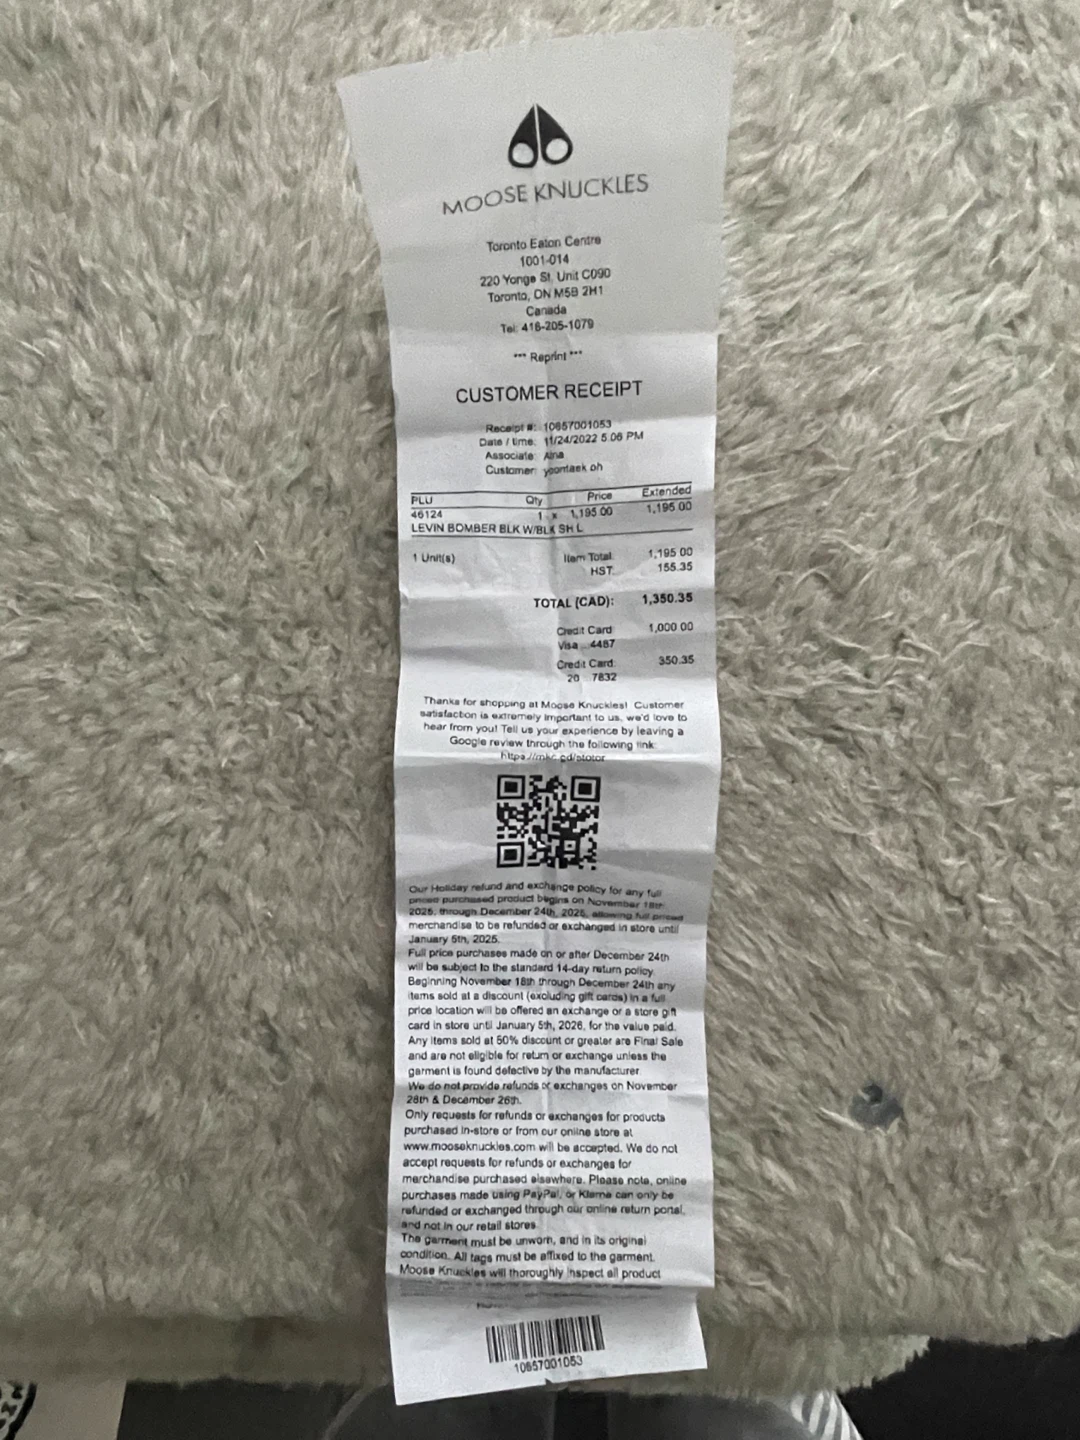 MOOSE KNUCKLES
Toronto Eaton Centre
1001-014
220 Yonge St. Unit C090
Toronto, ON M5B 2H1
Canada
Tel: 416-205-1079
*** Reprint ***
CUSTOMER RECEIPT
Receipt #: 10657001053
Date / time: 11/24/2022 5:06 PM
Associate: Aina
Customer: yoontaek oh
PLU Qty Price Extended
46124 1 x 1,195.00 1,195.00
LEVIN BOMBER BLK W/BLK SH L
1 Unit(s) Item Total: 1,195.00
HST: 155.35
TOTAL (CAD): 1,350.35
Credit Card: 1,000.00
Visa ...4487
Credit Card: 350.35
20 7832
Thanks for shopping at Moose Knuckles! Customer
satisfaction is extremely important to us, we'd love to
hear from you! Tell us your experience by leaving a
Google review through the following link:
Our Holiday refund and exchange policy for any full
priced purchased product begins on November 18th
2025, through December 24th, 2025, allowing full priced
merchandise to be refunded or exchanged in store until
January 5th, 2025.
Full price purchases made on or after December 24th
will be subject to the standard 14-day return policy.
Beginning November 18th through December 24th any
items sold at a discount (excluding gift cards) in a full
price location will be offered an exchange or a store gift
card in store until January 5th, 2026, for the value paid.
Any items sold at 50% discount or greater are Final Sale
and are not eligible for return or exchange unless the
garment is found defective by the manufacturer.
We do not provide refunds or exchanges on November
28th & December 26th.
Only requests for refunds or exchanges for products
purchased in-store or from our online store at
www.mooseknuckles.com will be accepted. We do not
accept requests for refunds or exchanges for
merchandise purchased elsewhere. Please note, online
purchases made using PayPal, or Klarna can only be
refunded or exchanged through our online return portal,
and not in our retail stores.
The garment must be unworn, and in its original
condition. All tags must be affixed to the garment.
Moose Knuckles will thoroughly inspect all product
10657001053